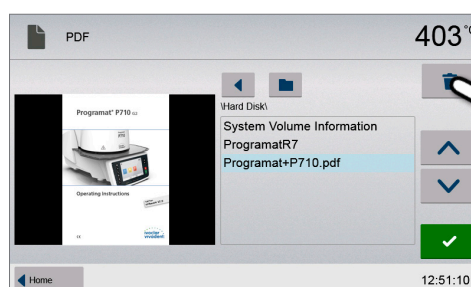 PDF
403 °C
\Hard Disk\
System Volume Information
ProgramatR7
Programat+P710.pdf
Programat® P710 G2
Operating Instructions
ivoclar
vivadent
Home
12:51:10